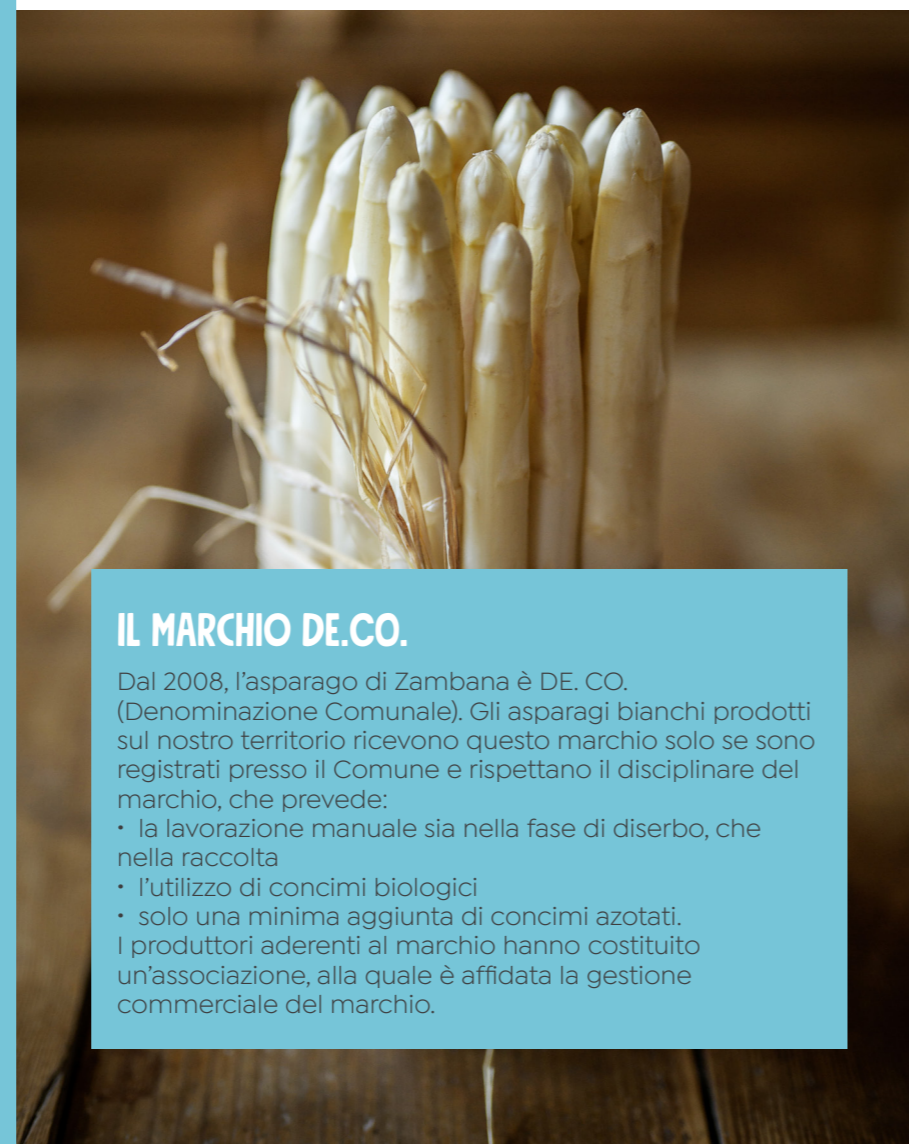 IL MARCHIO DE.CO.
Dal 2008, l’asparago di Zambana è DE. CO.
(Denominazione Comunale). Gli asparagi bianchi prodotti
sul nostro territorio ricevono questo marchio solo se sono
registrati presso il Comune e rispettano il disciplinare del
marchio, che prevede:
• la lavorazione manuale sia nella fase di diserbo, che
nella raccolta
• l’utilizzo di concimi biologici
• solo una minima aggiunta di concimi azotati.
I produttori aderenti al marchio hanno costituito
un’associazione, alla quale è affidata la gestione
commerciale del marchio.